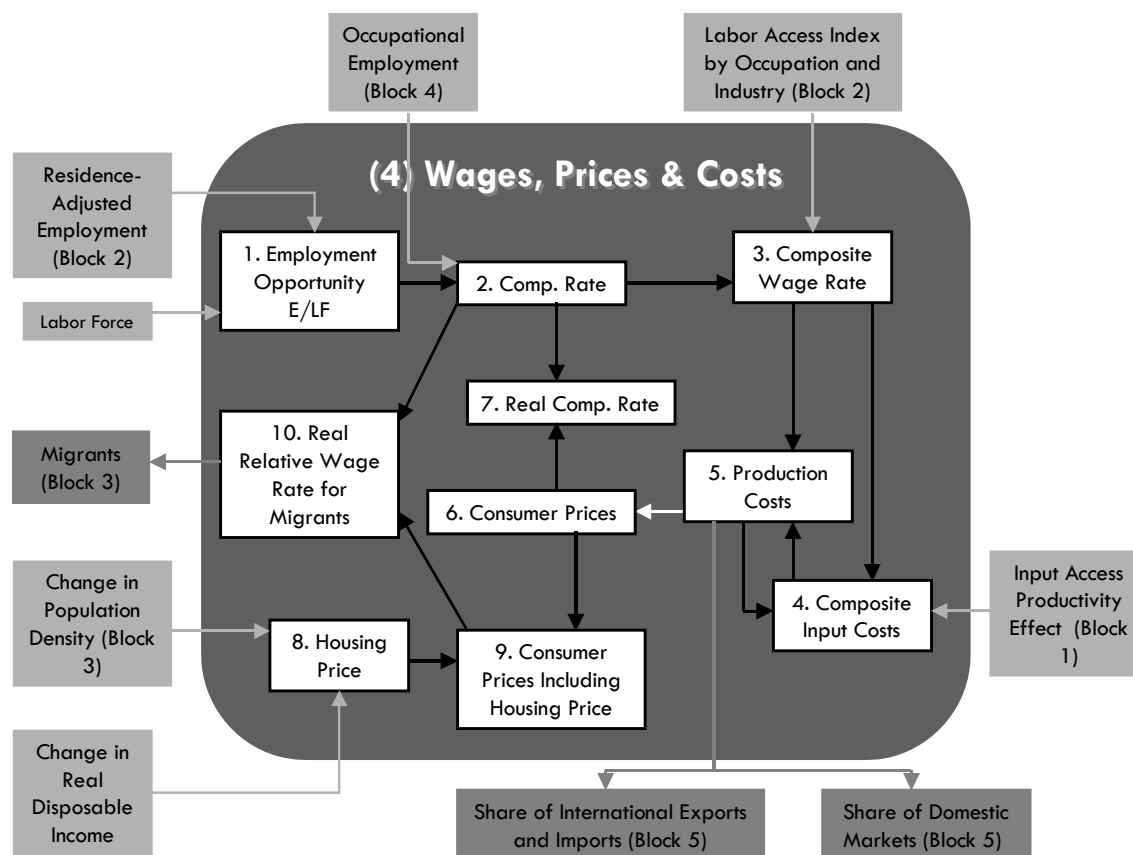 Occupational
Employment
(Block 4)
Labor Access Index
by Occupation and
Industry (Block 2)
(4) Wages, Prices & Costs
Residence-
Adjusted
Employment
(Block 2)
1. Employment
Opportunity
E/LF
2. Comp. Rate
3. Composite
Wage Rate
Labor Force
7. Real Comp. Rate
10. Real
Relative Wage
Rate for
Migrants
Migrants
(Block 3)
5. Production
Costs
6. Consumer Prices
Change in
Population
Density (Block
3)
4. Composite
Input Costs
Input Access
Productivity
Effect (Block
1)
8. Housing
Price
9. Consumer
Prices Including
Housing Price
Change in
Real
Disposable
Income
Share of International Exports
and Imports (Block 5)
Share of Domestic
Markets (Block 5)